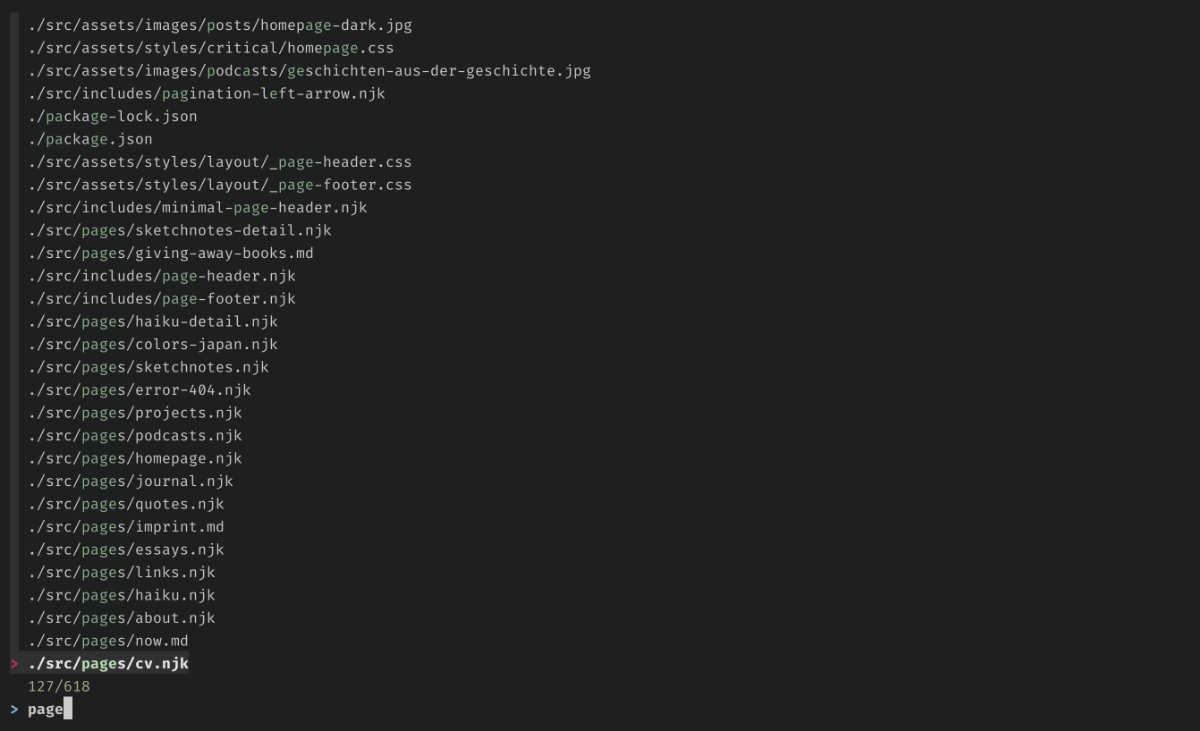 ./src/assets/images/posts/homepage-dark.jpg
./src/assets/styles/critical/homepage.css
./src/assets/images/podcasts/geschichten-aus-der-geschichte.jpg
./src/includes/pagination-left-arrow.njk
./package-lock.json
./package.json
./src/assets/styles/layout/_page-header.css
./src/assets/styles/layout/_page-footer.css
./src/includes/minimal-page-header.njk
./src/pages/sketchnotes-detail.njk
./src/pages/giving-away-books.md
./src/includes/page-header.njk
./src/includes/page-footer.njk
./src/pages/haiku-detail.njk
./src/pages/colors-japan.njk
./src/pages/sketchnotes.njk
./src/pages/error-404.njk
./src/pages/projects.njk
./src/pages/podcasts.njk
./src/pages/homepage.njk
./src/pages/journal.njk
./src/pages/quotes.njk
./src/pages/imprint.md
./src/pages/essays.njk
./src/pages/links.njk
./src/pages/haiku.njk
./src/pages/about.njk
./src/pages/now.md
> ./src/pages/cv.njk
127/618
> page